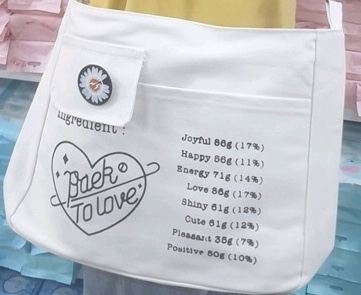 Ingredient :
Joyful 86g (17%)
Happy 56g (11%)
Energy 71g (14%)
Love 86g (17%)
Shiny 61g (12%)
Cute 61g (12%)
Pleasant 35g (7%)
Positive 50g (10%)
Back
To Love